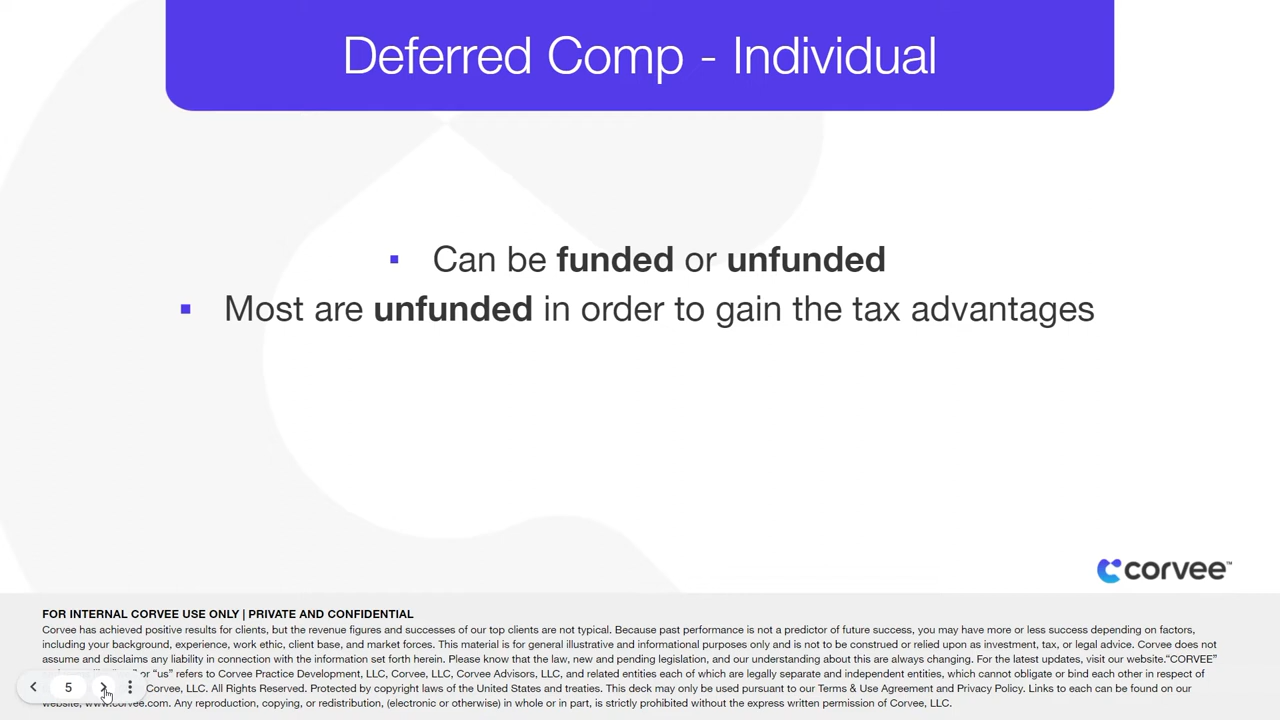 Deferred Comp - Individual
▪ Can be funded or unfunded
▪ Most are unfunded in order to gain the tax advantages
corvee™
FOR INTERNAL CORVEE USE ONLY | PRIVATE AND CONFIDENTIAL
Corvee has achieved positive results for clients, but the revenue figures and successes of our top clients are not typical. Because past performance is not a predictor of future success, you may have more or less success depending on factors,
including your background, experience, work ethic, client base, and market forces. This material is for general illustrative and informational purposes only and is not to be construed or relied upon as investment, tax, or legal advice. Corvee does not
assume and disclaims any liability in connection with the information set forth herein. Please know that the law, new and pending legislation, and our understanding about this are always changing. For the latest updates, visit our website.“CORVEE”
or “us” refers to Corvee Practice Development, LLC, Corvee, LLC, Corvee Advisors, LLC, and related entities each of which are legally separate and independent entities, which cannot obligate or bind each other in respect of
5
Corvee, LLC. All Rights Reserved. Protected by copyright laws of the United States and treaties. This deck may only be used pursuant to our Terms & Use Agreement and Privacy Policy. Links to each can be found on our
website, www.corvee.com. Any reproduction, copying, or redistribution, (electronic or otherwise) in whole or in part, is strictly prohibited without the express written permission of Corvee, LLC.